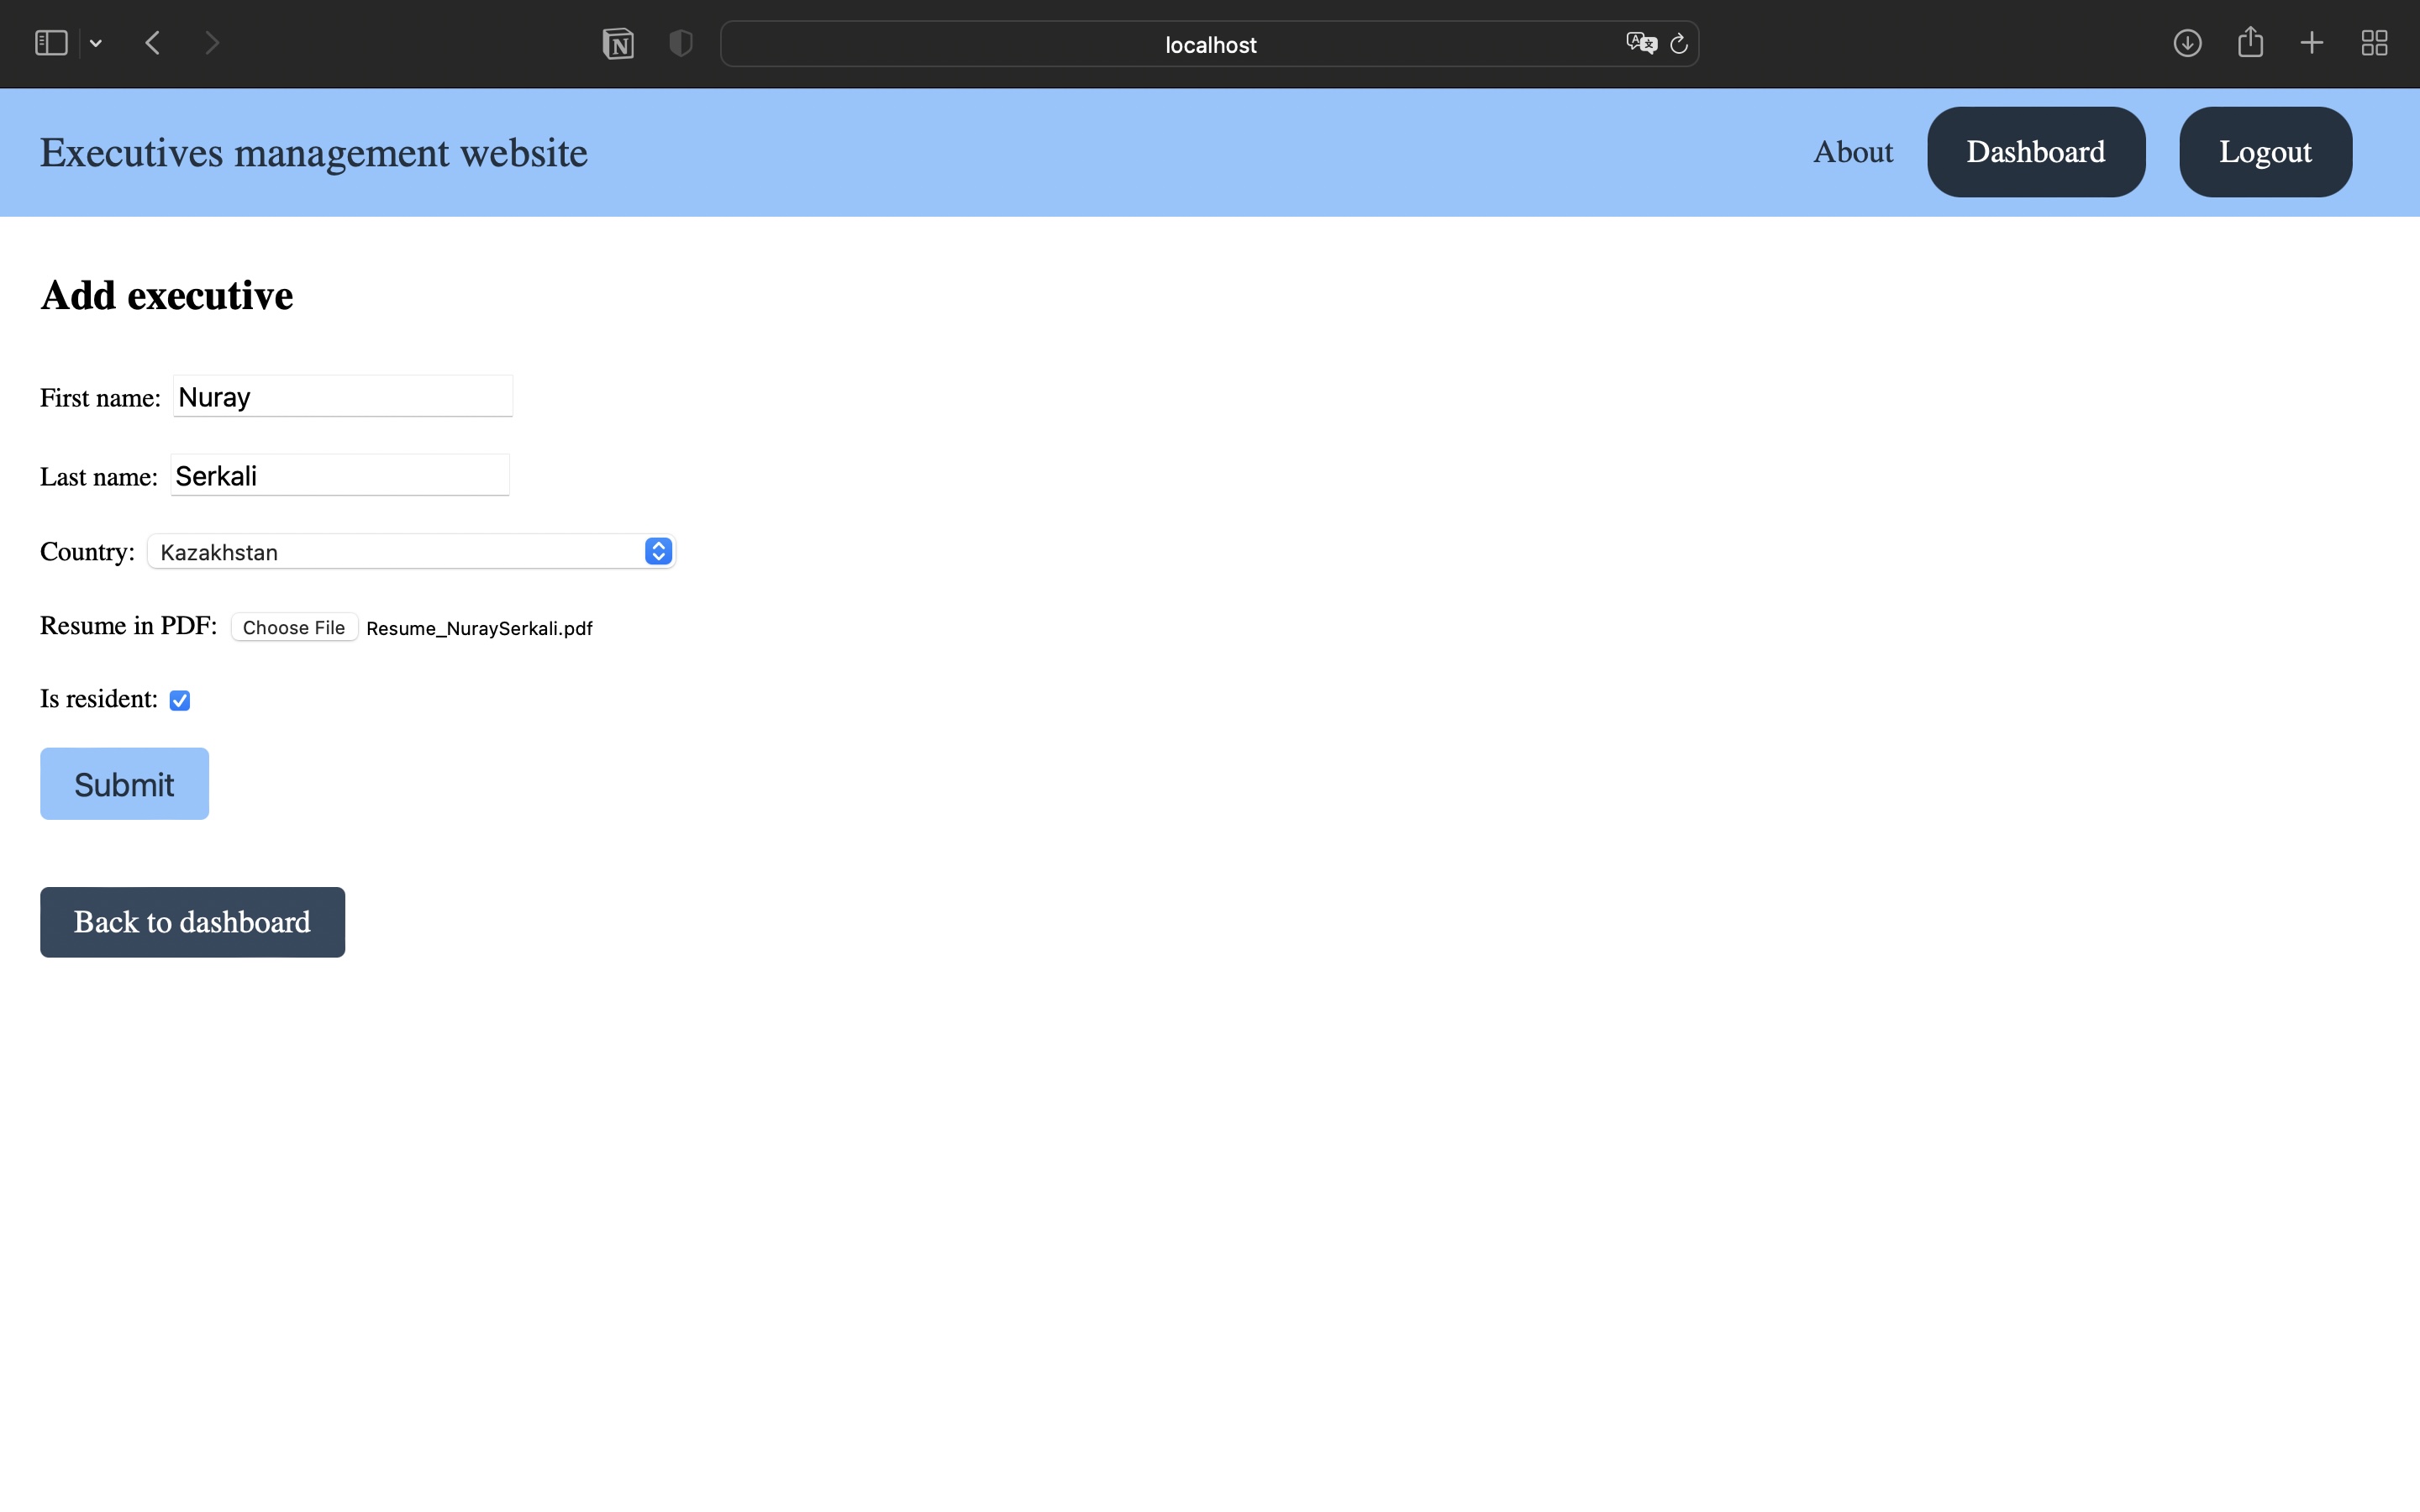 localhost
Executives management website
About
Dashboard
Logout
Add executive
First name: Nuray
Last name: Serkali
Country: Kazakhstan
Resume in PDF: Choose File Resume_NuraySerkali.pdf
Is resident:
Submit
Back to dashboard